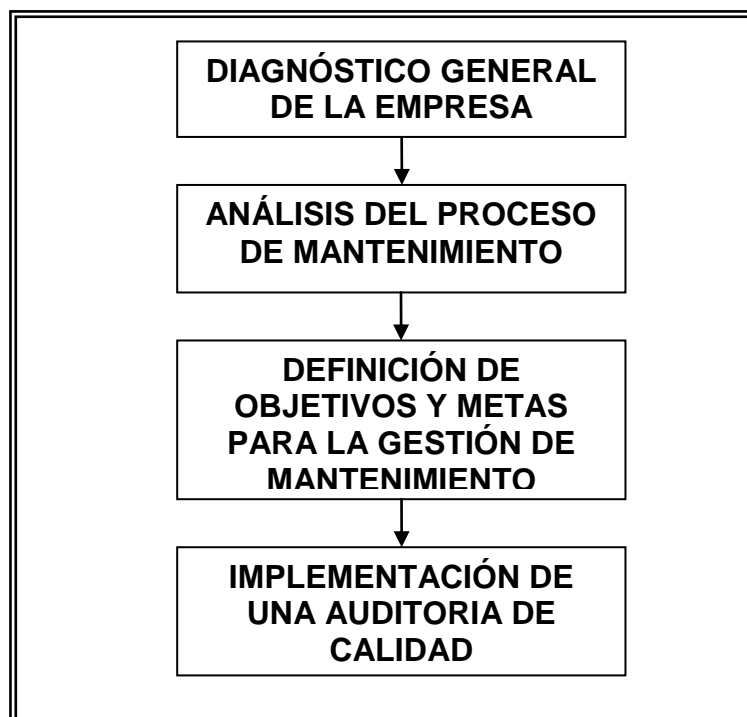 DIAGNÓSTICO GENERAL
DE LA EMPRESA
ANÁLISIS DEL PROCESO
DE MANTENIMIENTO
DEFINICIÓN DE
OBJETIVOS Y METAS
PARA LA GESTIÓN DE
MANTENIMIENTO
IMPLEMENTACIÓN DE
UNA AUDITORIA DE
CALIDAD